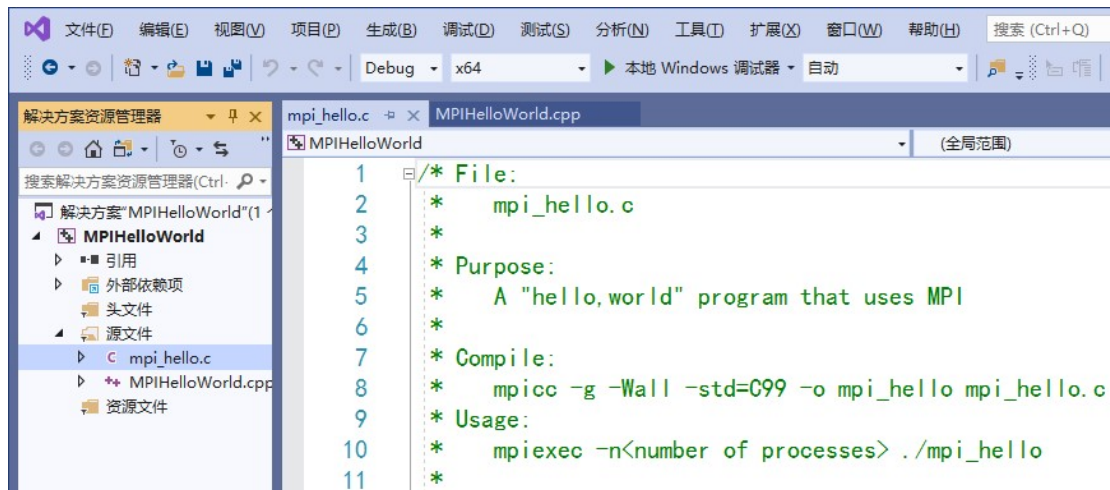 文件(F) 编辑(E) 视图(V) 项目(P) 生成(B) 调试(D) 测试(S) 分析(N) 工具(T) 扩展(X) 窗口(W) 帮助(H) 搜索 (Ctrl+Q)
Debug x64 本地 Windows 调试器 自动
解决方案资源管理器
mpi_hello.c MPIHelloWorld.cpp
MPIHelloWorld (全局范围)
搜索解决方案资源管理器(Ctrl-
解决方案"MPIHelloWorld"(1
MPIHelloWorld
引用
外部依赖项
头文件
源文件
mpi_hello.c
MPIHelloWorld.cpp
资源文件
1 /* File:
2 * mpi_hello.c
3 *
4 * Purpose:
5 * A "hello,world" program that uses MPI
6 *
7 * Compile:
8 * mpicc -g -Wall -std=C99 -o mpi_hello mpi_hello.c
9 * Usage:
10 * mpiexec -n<number of processes> ./mpi_hello
11 *